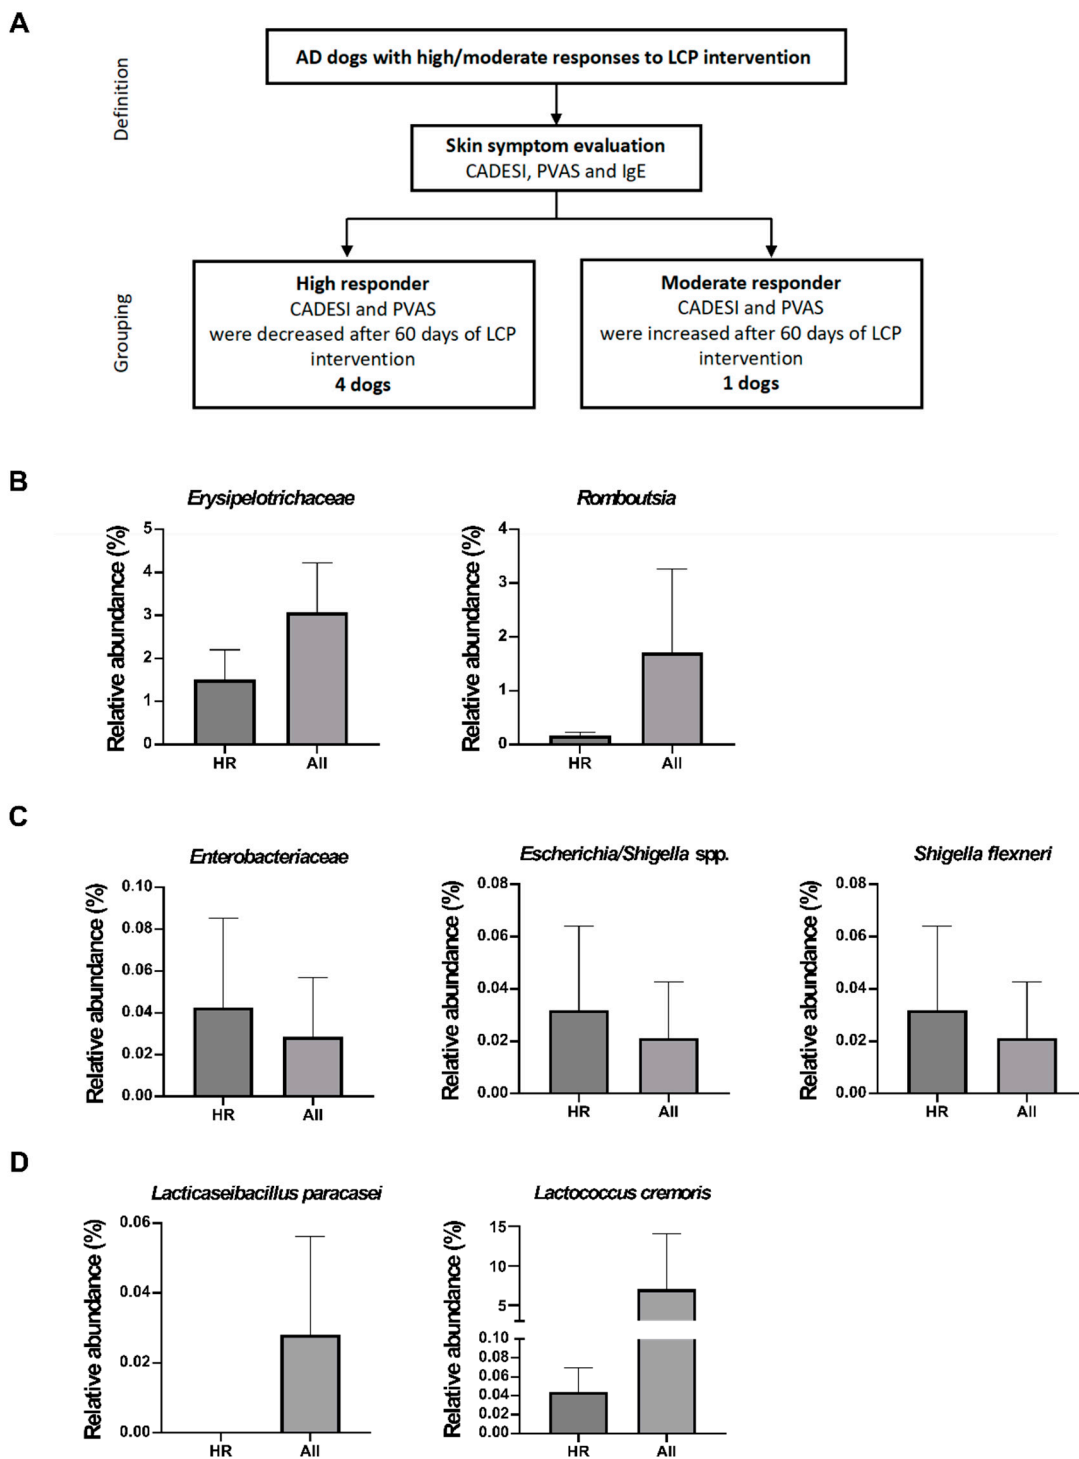 A
Definition
AD dogs with high/moderate responses to LCP intervention
Skin symptom evaluation
CADESI, PVAS and IgE
Grouping
High responder
CADESI and PVAS
were decreased after 60 days of LCP
intervention
4 dogs
Moderate responder
CADESI and PVAS
were increased after 60 days of LCP
intervention
1 dogs
B
Erysipelotrichaceae
Relative abundance (%)
5
4
3
2
1
0
HR
All
Romboutsia
Relative abundance (%)
4
3
2
1
0
HR
All
C
Enterobacteriaceae
Relative abundance (%)
0.10
0.08
0.06
0.04
0.02
0.00
HR
All
Escherichia/Shigella spp.
Relative abundance (%)
0.08
0.06
0.04
0.02
0.00
HR
All
Shigella flexneri
Relative abundance (%)
0.08
0.06
0.04
0.02
0.00
HR
All
D
Lacticaseibacillus paracasei
Relative abundance (%)
0.06
0.04
0.02
0.00
HR
All
Lactococcus cremoris
Relative abundance (%)
15
10
5
0.10
0.08
0.06
0.04
0.02
0.00
HR
All